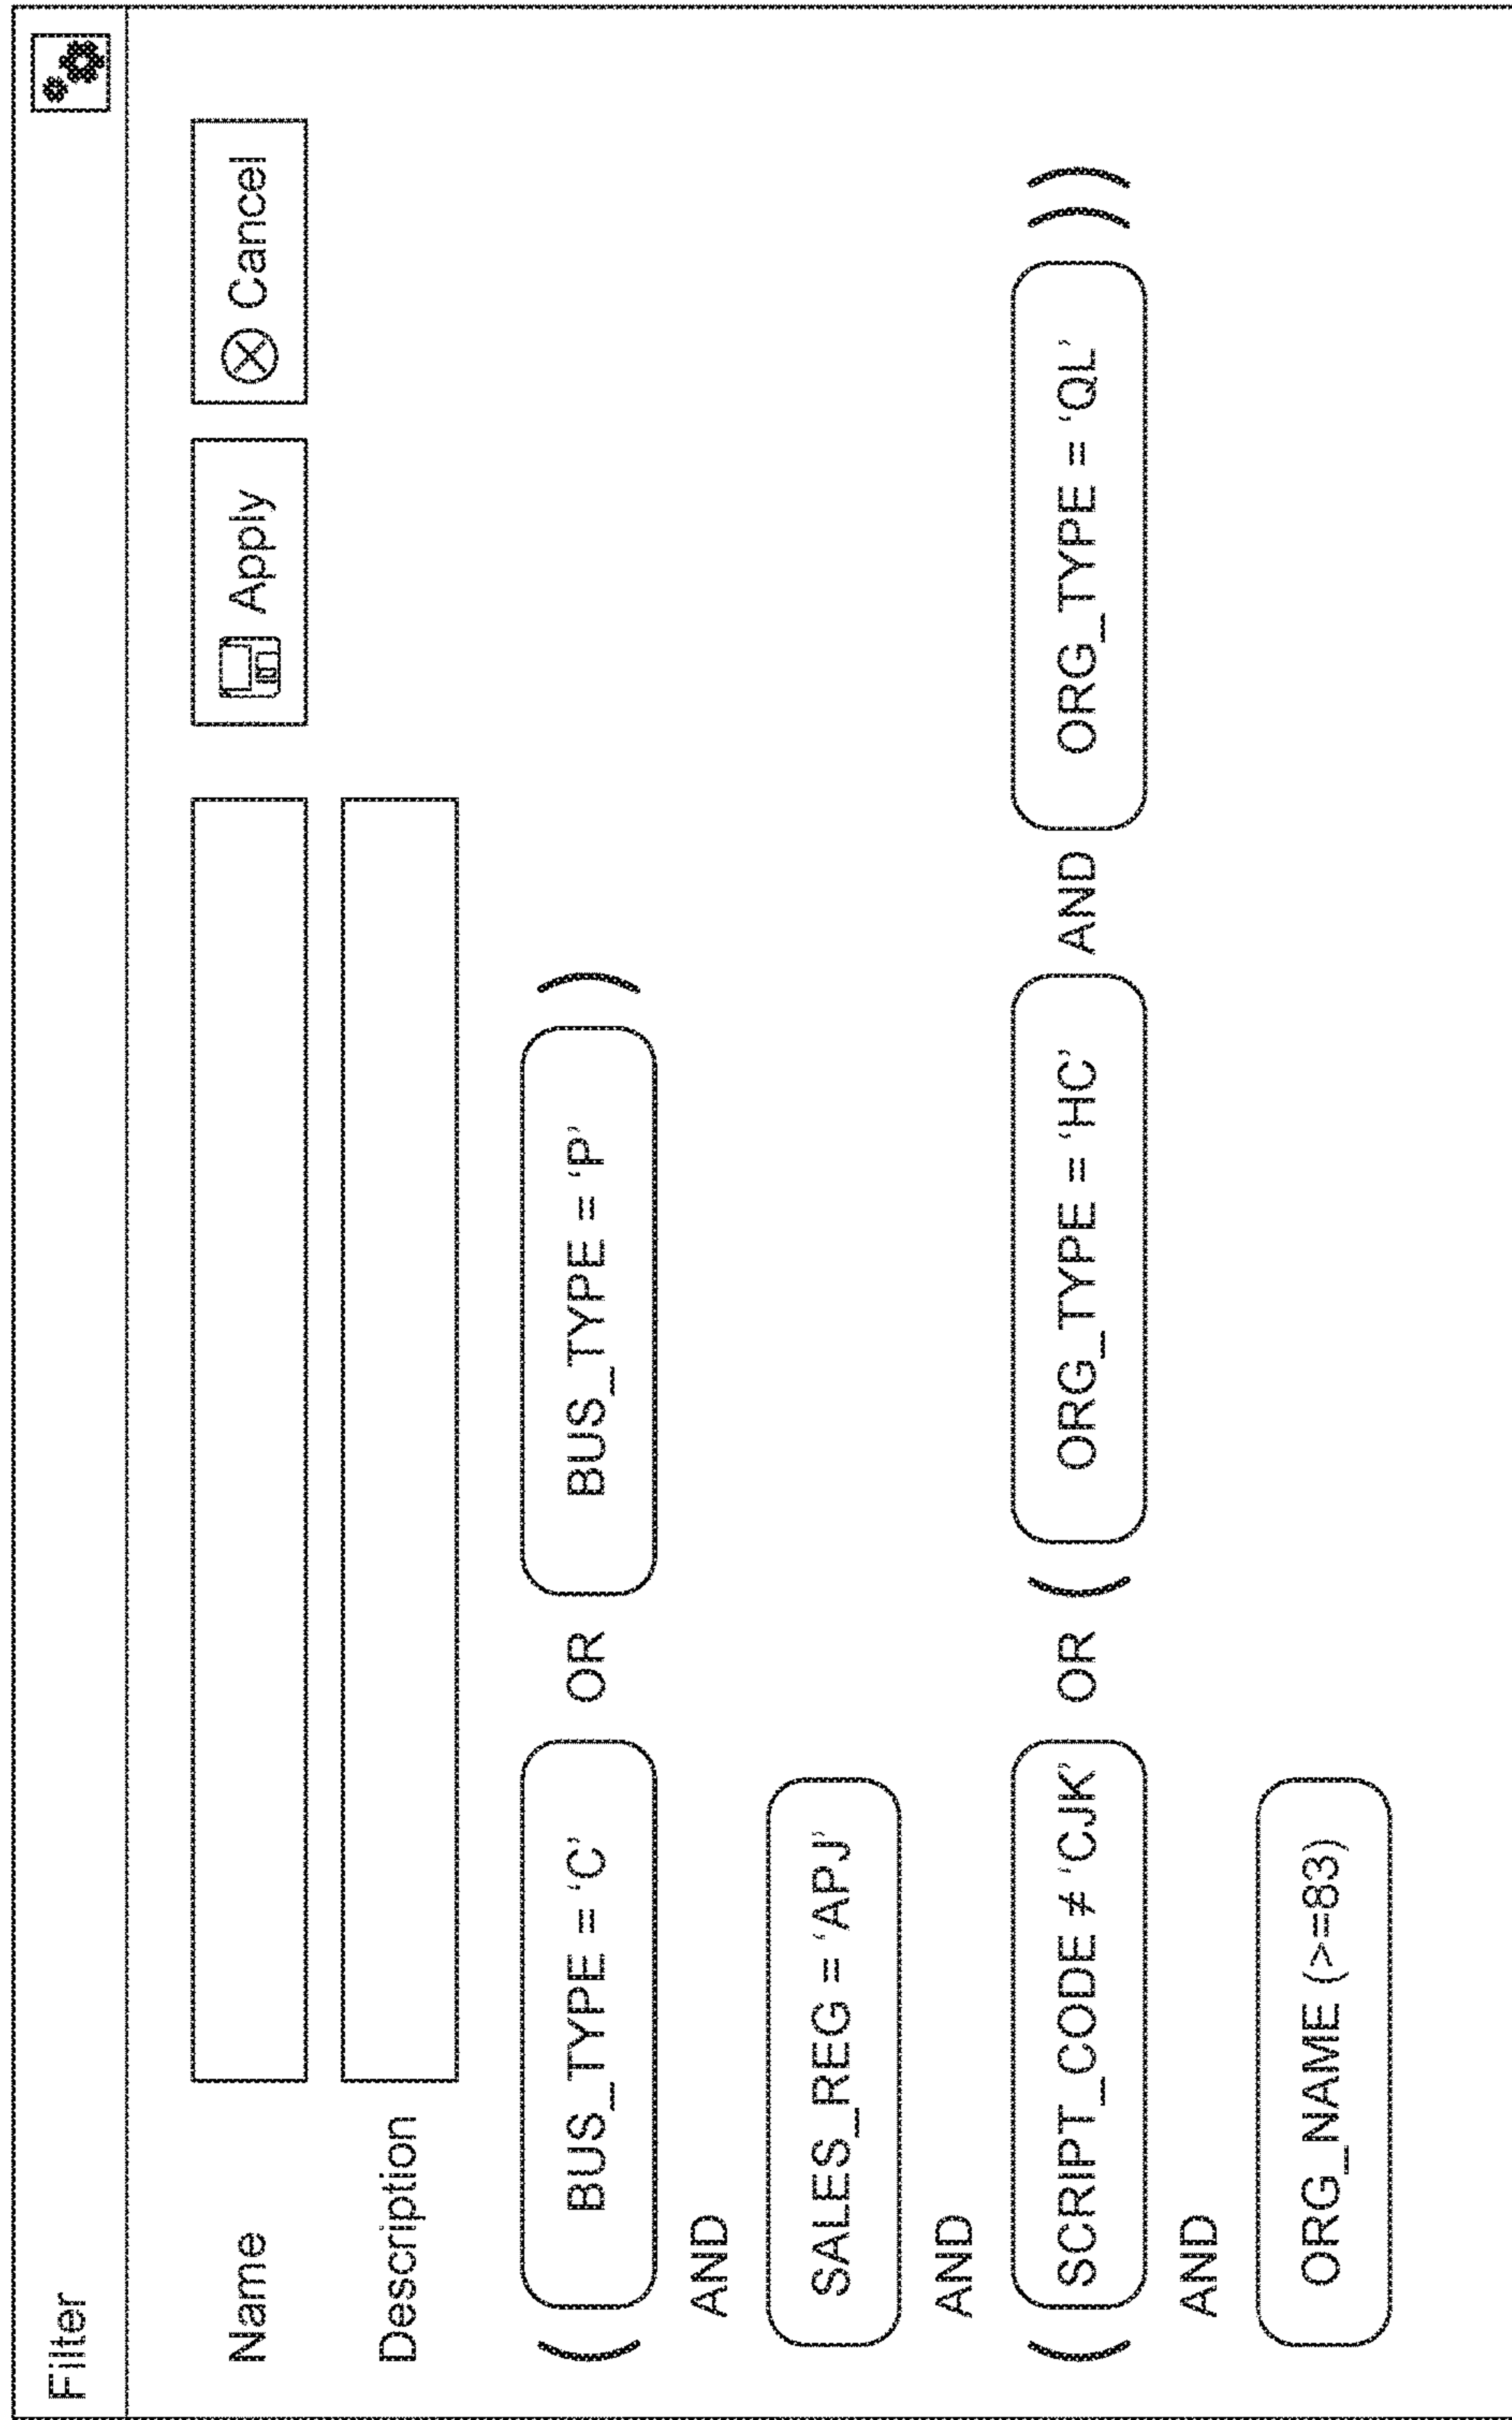 Filter
Name Apply Cancel
Description
( BUS_TYPE = ‘C’ OR BUS_TYPE = ‘P’ )
AND
SALES_REG = ‘APJ’
AND
( SCRIPT_CODE ≠ ‘CJK’ OR ( ORG_TYPE = ‘HC’ AND ORG_TYPE = ‘QL’ ) )
AND
ORG_NAME (>=83)